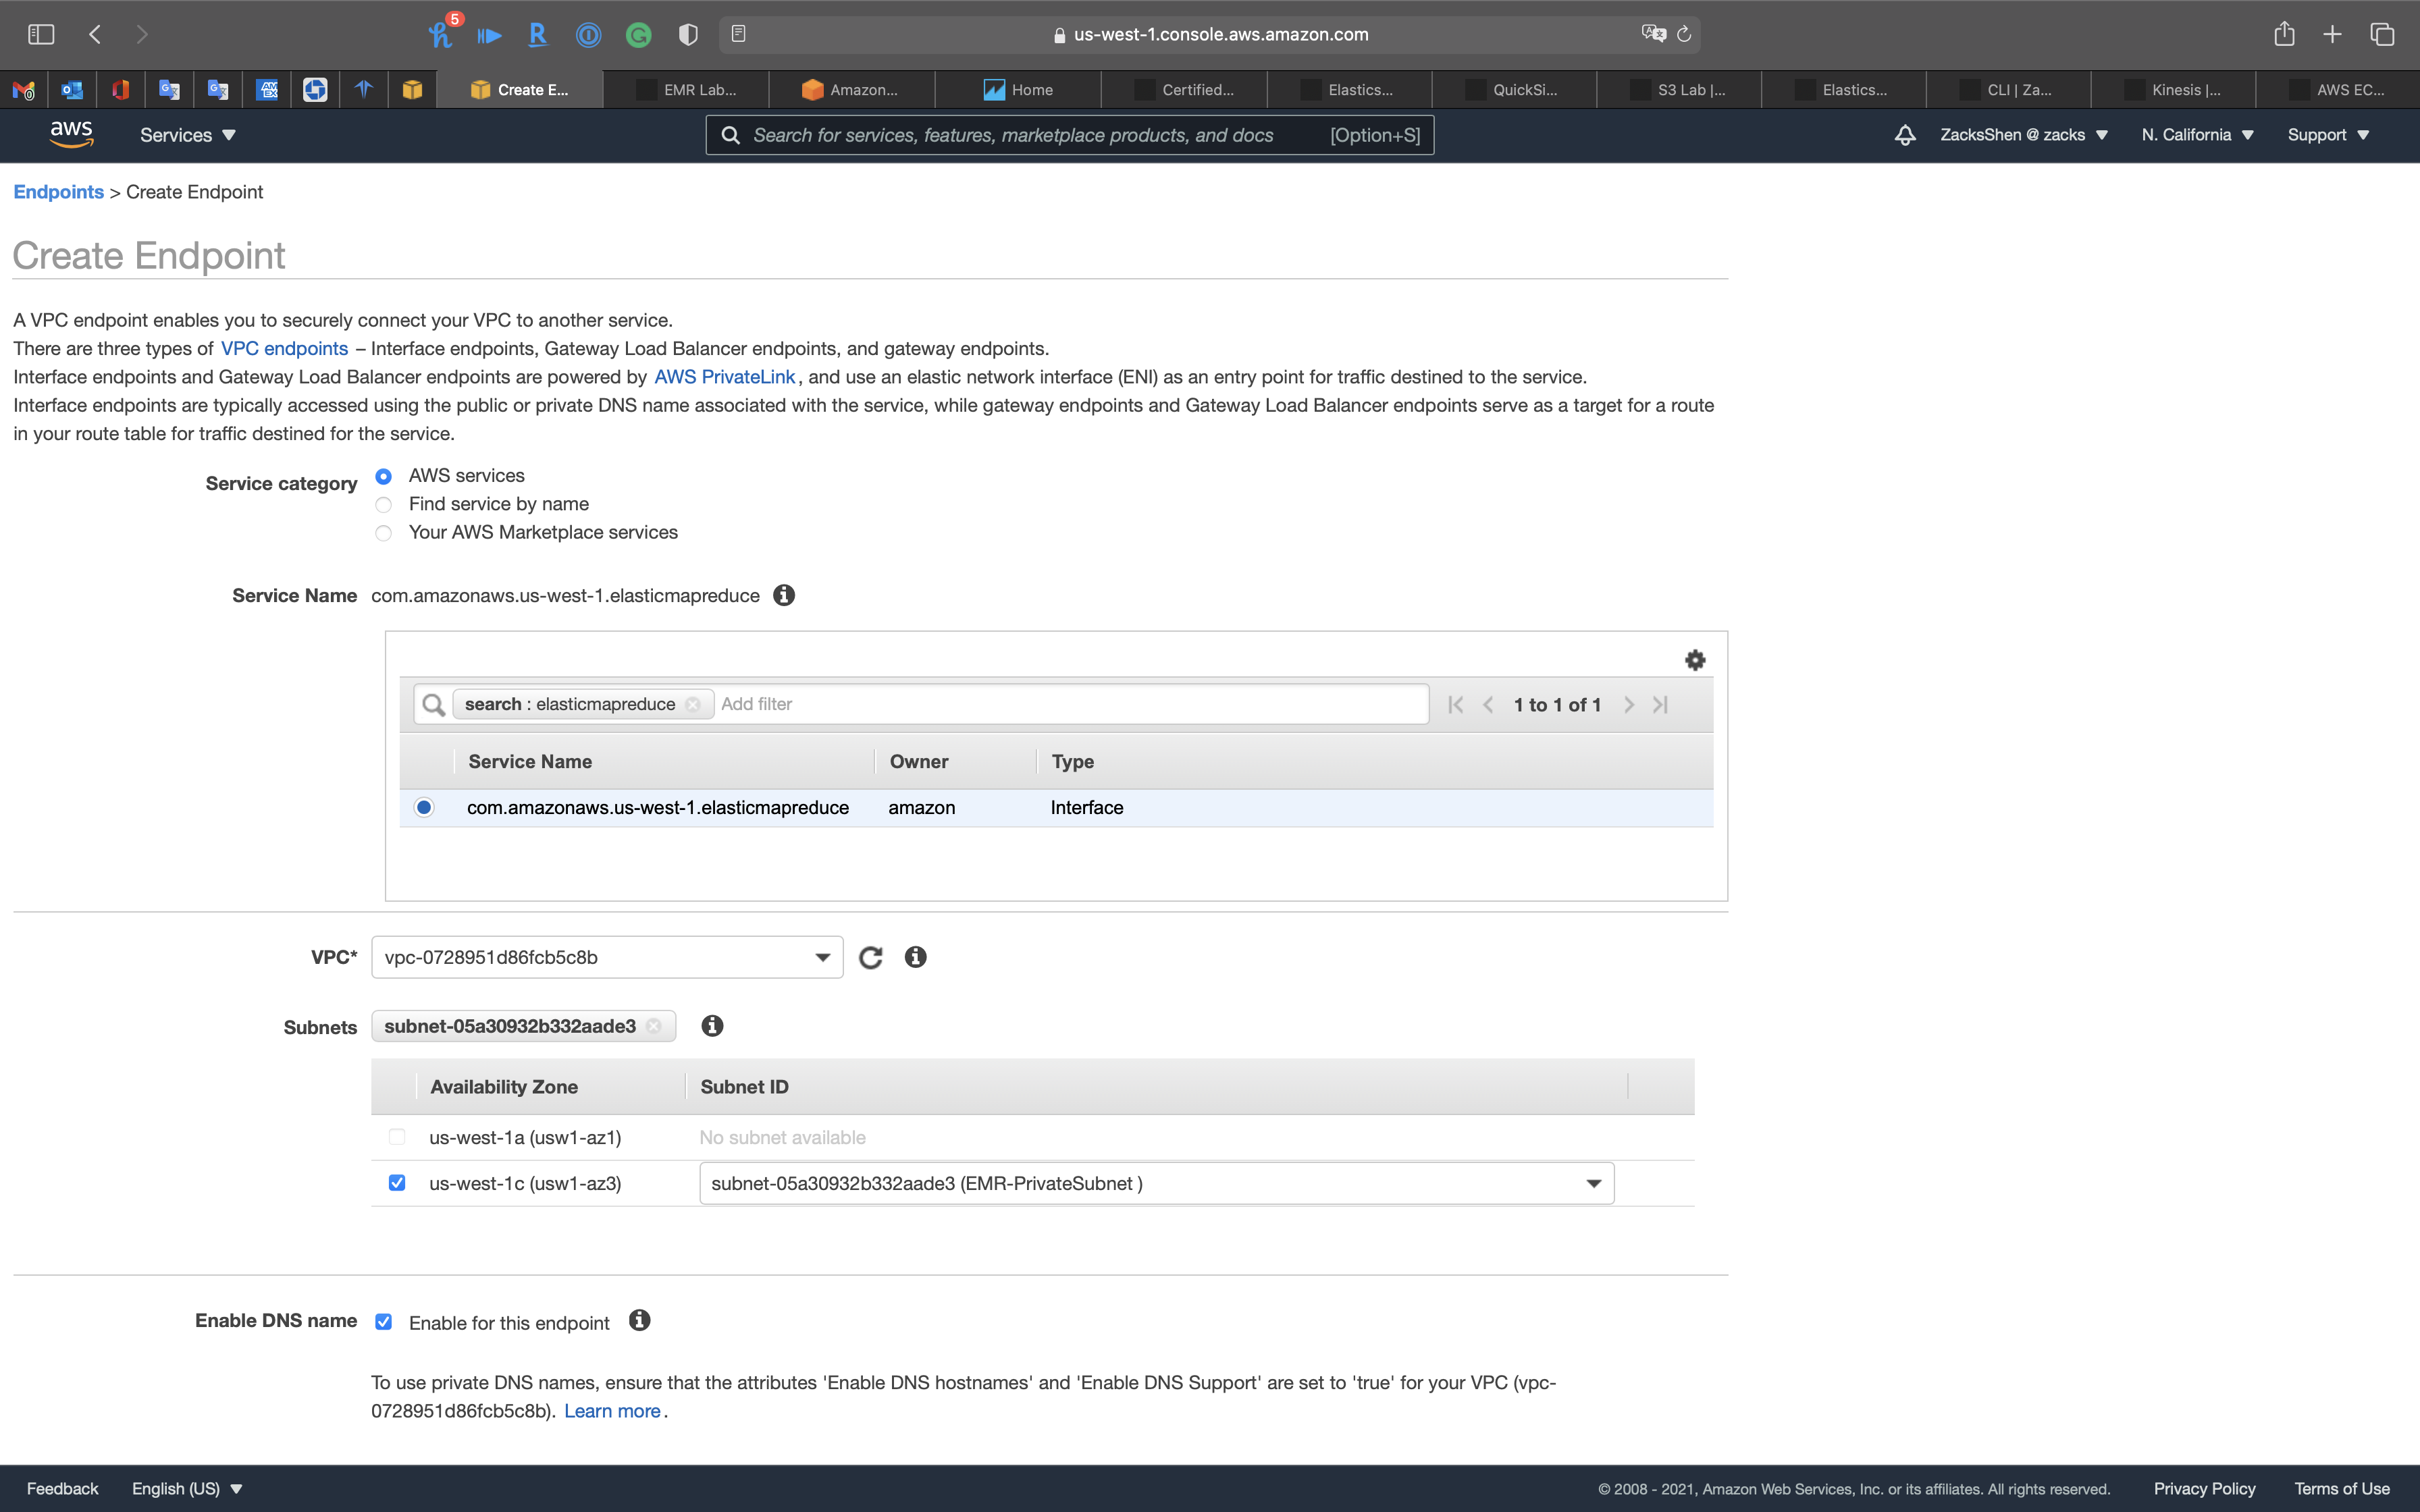 5
us-west-1.console.aws.amazon.com
Create E...
EMR Lab...
Amazon...
Home
Certified...
Elastics...
QuickSi...
S3 Lab |...
Elastics...
CLI | Za...
Kinesis |...
AWS EC...
aws
Services
Search for services, features, marketplace products, and docs [Option+S]
ZacksShen @ zacks
N. California
Support
Endpoints > Create Endpoint
Create Endpoint
A VPC endpoint enables you to securely connect your VPC to another service.
There are three types of VPC endpoints – Interface endpoints, Gateway Load Balancer endpoints, and gateway endpoints.
Interface endpoints and Gateway Load Balancer endpoints are powered by AWS PrivateLink, and use an elastic network interface (ENI) as an entry point for traffic destined to the service.
Interface endpoints are typically accessed using the public or private DNS name associated with the service, while gateway endpoints and Gateway Load Balancer endpoints serve as a target for a route
in your route table for traffic destined for the service.
Service category
AWS services
Find service by name
Your AWS Marketplace services
Service Name com.amazonaws.us-west-1.elasticmapreduce
search : elasticmapreduce Add filter
1 to 1 of 1
Service Name Owner Type
com.amazonaws.us-west-1.elasticmapreduce amazon Interface
VPC* vpc-0728951d86fcb5c8b
Subnets subnet-05a30932b332aade3
Availability Zone Subnet ID
us-west-1a (usw1-az1) No subnet available
us-west-1c (usw1-az3) subnet-05a30932b332aade3 (EMR-PrivateSubnet )
Enable DNS name Enable for this endpoint
To use private DNS names, ensure that the attributes 'Enable DNS hostnames' and 'Enable DNS Support' are set to 'true' for your VPC (vpc-
0728951d86fcb5c8b). Learn more.
Feedback
English (US)
© 2008 - 2021, Amazon Web Services, Inc. or its affiliates. All rights reserved.
Privacy Policy
Terms of Use